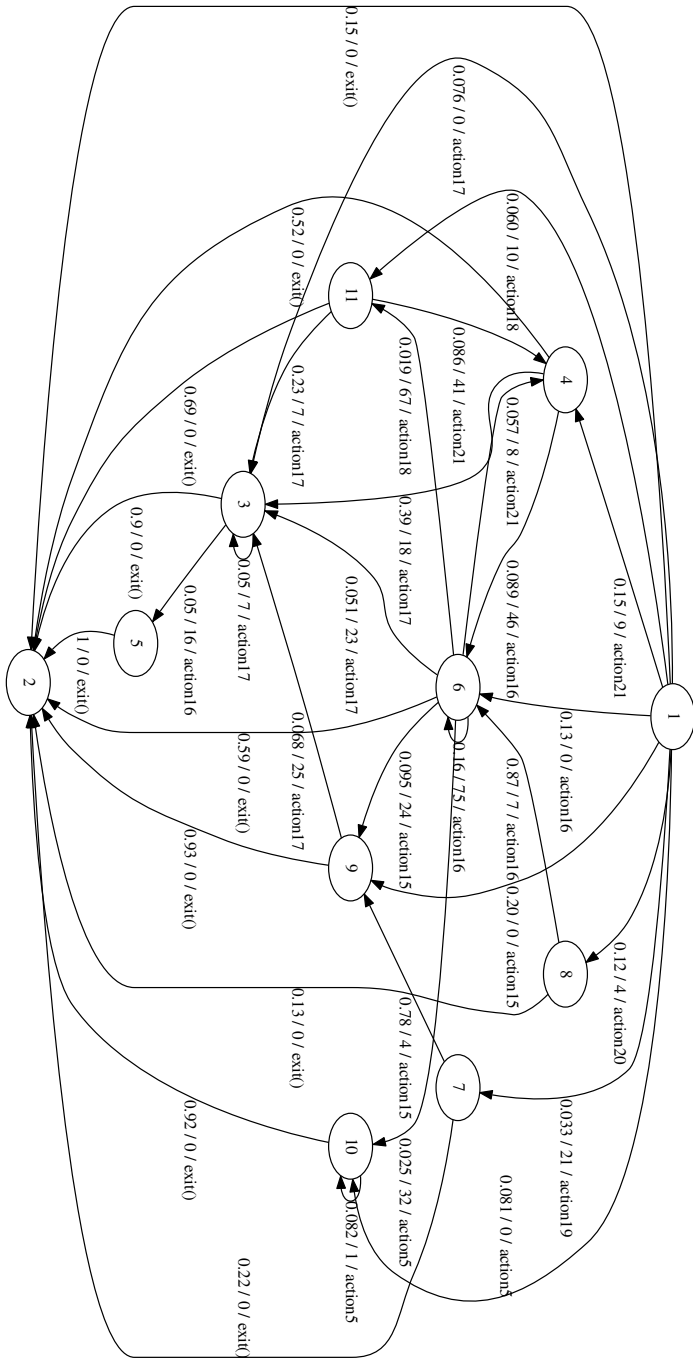 1
0.15 / 0 / exit()
0.076 / 0 / action17
0.060 / 10 / action18
0.15 / 9 / action21
0.13 / 0 / action16
0.20 / 0 / action15
0.12 / 4 / action20
0.033 / 21 / action19
0.081 / 0 / action5
4
8
0.52 / 0 / exit()
0.39 / 18 / action17
0.089 / 46 / action16
0.87 / 7 / action16
0.13 / 0 / exit()
6
7
0.019 / 67 / action18
0.057 / 8 / action21
0.051 / 23 / action17
0.59 / 0 / exit()
0.16 / 75 / action16
0.095 / 24 / action15
0.025 / 32 / action5
0.78 / 4 / action15
0.22 / 0 / exit()
11
9
10
0.086 / 41 / action21
0.69 / 0 / exit()
0.23 / 7 / action17
0.068 / 25 / action17
0.93 / 0 / exit()
0.92 / 0 / exit()
0.082 / 1 / action5
3
0.9 / 0 / exit()
0.05 / 16 / action16
0.05 / 7 / action17
5
1 / 0 / exit()
2